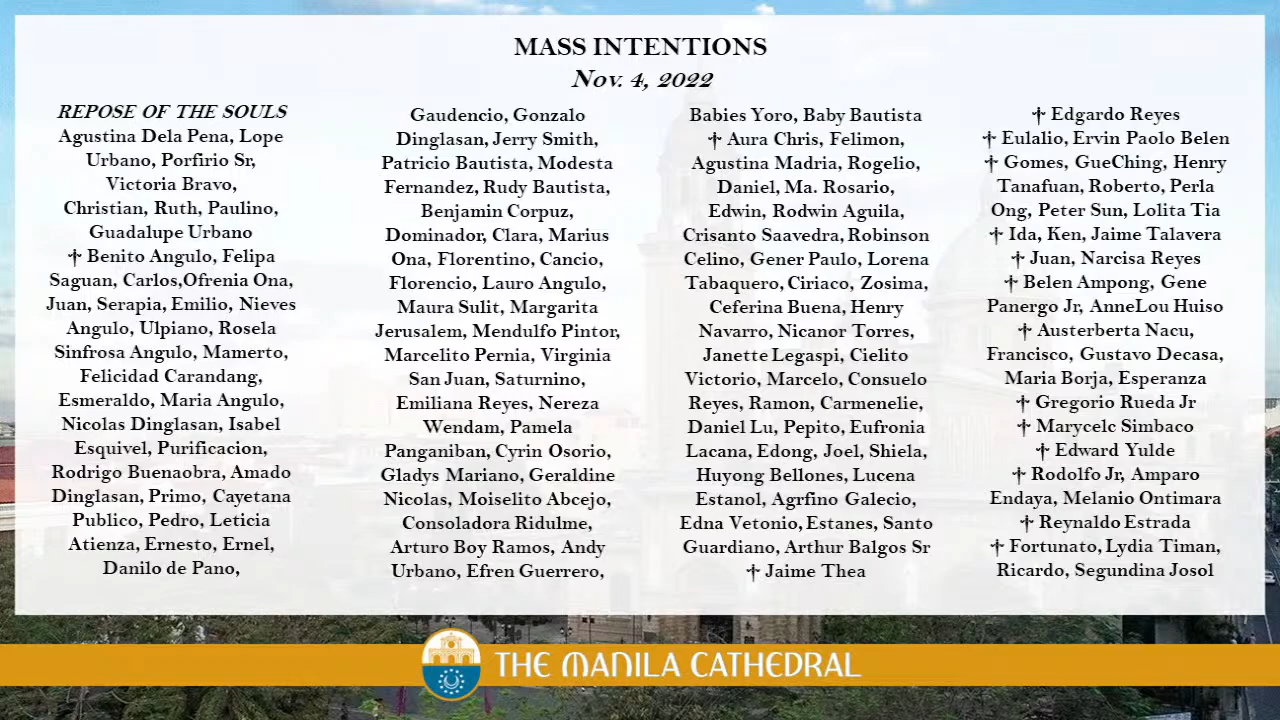 MASS INTENTIONS
Nov. 4, 2022
REPOSE OF THE SOULS
Agustina Dela Pena, Lope
Urbano, Porfirio Sr,
Victoria Bravo,
Christian, Ruth, Paulino,
Guadalupe Urbano
✝ Benito Angulo, Felipa
Saguan, Carlos,Ofrenia Ona,
Juan, Serapia, Emilio, Nieves
Angulo, Ulpiano, Rosela
Sinfrosa Angulo, Mamerto,
Felicidad Carandang,
Esmeraldo, Maria Angulo,
Nicolas Dinglasan, Isabel
Esquivel, Purificacion,
Rodrigo Buenaobra, Amado
Dinglasan, Primo, Cayetana
Publico, Pedro, Leticia
Atienza, Ernesto, Ernel,
Danilo de Pano,
Gaudencio, Gonzalo
Dinglasan, Jerry Smith,
Patricio Bautista, Modesta
Fernandez, Rudy Bautista,
Benjamin Corpuz,
Dominador, Clara, Marius
Ona, Florentino, Cancio,
Florencio, Lauro Angulo,
Maura Sulit, Margarita
Jerusalem, Mendulfo Pintor,
Marcelito Pernia, Virginia
San Juan, Saturnino,
Emiliana Reyes, Nereza
Wendam, Pamela
Panganiban, Cyrin Osorio,
Gladys Mariano, Geraldine
Nicolas, Moiselito Abcejo,
Consoladora Ridulme,
Arturo Boy Ramos, Andy
Urbano, Efren Guerrero,
Babies Yoro, Baby Bautista
✝ Aura Chris, Felimon,
Agustina Madria, Rogelio,
Daniel, Ma. Rosario,
Edwin, Rodwin Aguila,
Crisanto Saavedra, Robinson
Celino, Gener Paulo, Lorena
Tabaquero, Ciriaco, Zosima,
Ceferina Buena, Henry
Navarro, Nicanor Torres,
Janette Legaspi, Cielito
Victorio, Marcelo, Consuelo
Reyes, Ramon, Carmenelie,
Daniel Lu, Pepito, Eufronia
Lacana, Edong, Joel, Shiela,
Huyong Bellones, Lucena
Estanol, Agrfino Galecio,
Edna Vetonio, Estanes, Santo
Guardiano, Arthur Balgos Sr
✝ Jaime Thea
✝ Edgardo Reyes
✝ Eulalio, Ervin Paolo Belen
✝ Gomes, GueChing, Henry
Tanafuan, Roberto, Perla
Ong, Peter Sun, Lolita Tia
✝ Ida, Ken, Jaime Talavera
✝ Juan, Narcisa Reyes
✝ Belen Ampong, Gene
Panergo Jr, AnneLou Huiso
✝ Austerberta Nacu,
Francisco, Gustavo Decasa,
Maria Borja, Esperanza
✝ Gregorio Rueda Jr
✝ Marycelc Simbaco
✝ Edward Yulde
✝ Rodolfo Jr, Amparo
Endaya, Melanio Ontimara
✝ Reynaldo Estrada
✝ Fortunato, Lydia Timan,
Ricardo, Segundina Josol
THE MANILA CATHEDRAL